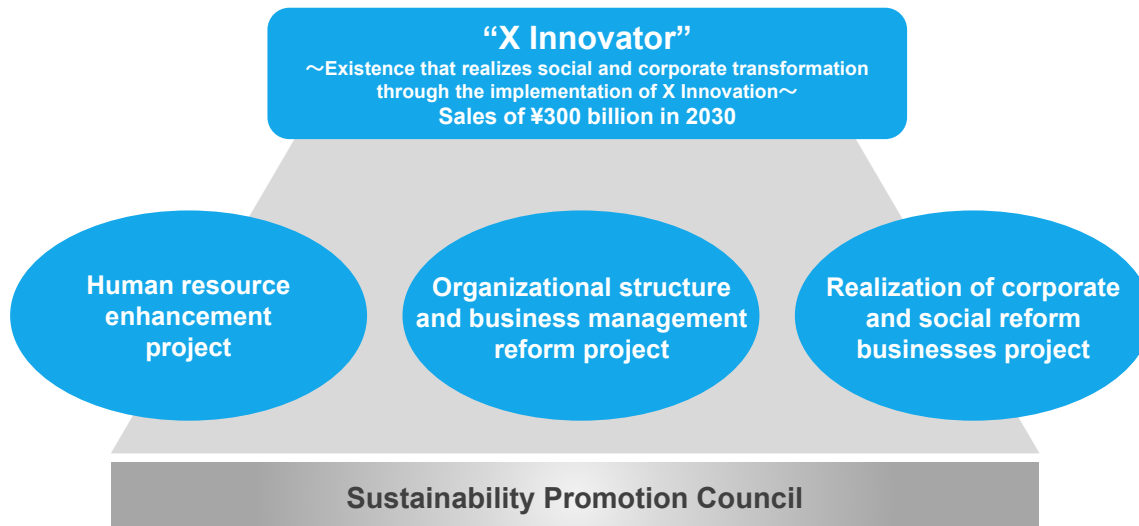 “X Innovator”
～Existence that realizes social and corporate transformation
through the implementation of X Innovation～
Sales of ¥300 billion in 2030
Human resource
enhancement
project
Organizational structure
and business management
reform project
Realization of corporate
and social reform
businesses project
Sustainability Promotion Council